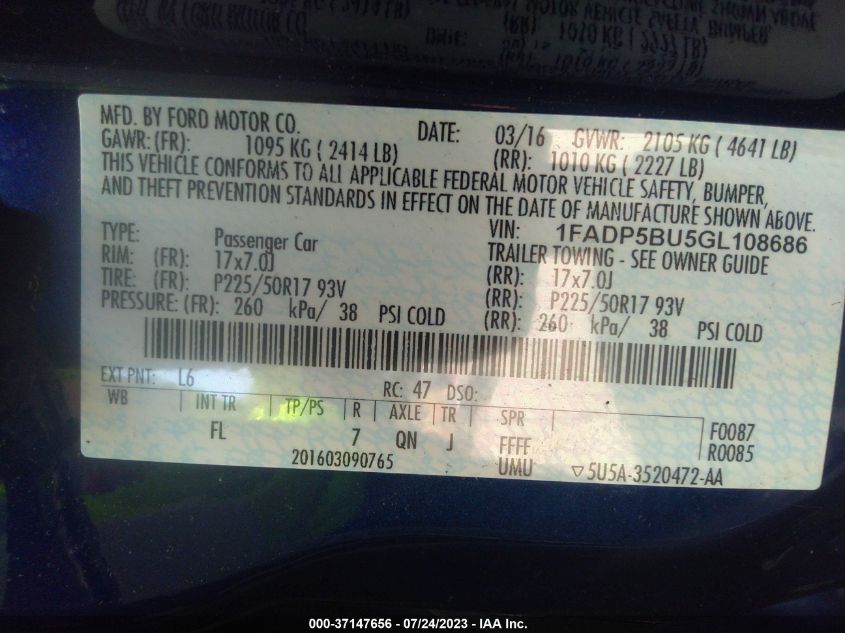 MFD. BY FORD MOTOR CO. DATE: 03/16 GVWR: 2105 KG ( 4641 LB)
GAWR: (FR): 1095 KG ( 2414 LB) (RR): 1010 KG ( 2227 LB)
THIS VEHICLE CONFORMS TO ALL APPLICABLE FEDERAL MOTOR VEHICLE SAFETY, BUMPER,
AND THEFT PREVENTION STANDARDS IN EFFECT ON THE DATE OF MANUFACTURE SHOWN ABOVE.
VIN: 1FADP5BU5GL108686
TYPE: Passenger Car TRAILER TOWING - SEE OWNER GUIDE
RIM: (FR): 17x7.0J (RR): 17x7.0J
TIRE: (FR): P225/50R17 93V (RR): P225/50R17 93V
PRESSURE: (FR): 260 kPa/ 38 PSI COLD (RR): 260 kPa/ 38 PSI COLD
EXT PNT: L6 RC: 47 DSO:
WB INT TR TP/PS R AXLE TR SPR
FL 7 QN J FFFF F0087
R0085
201603090765 UMU 5U5A-3520472-AA
000-37147656 - 07/24/2023 - IAA Inc.